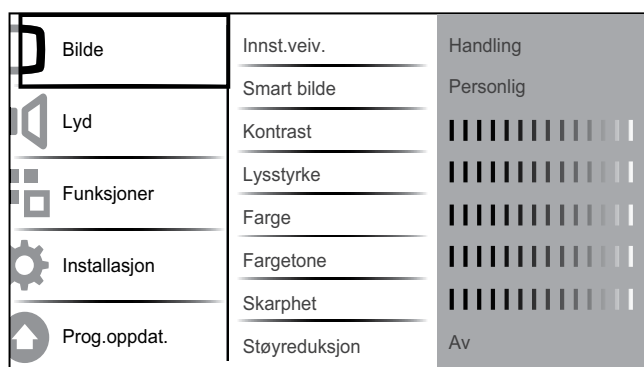 Bilde
Lyd
Funksjoner
Installasjon
Prog.oppdat.
Innst.veiv.
Smart bilde
Kontrast
Lysstyrke
Farge
Fargetone
Skarphet
Støyreduksjon
Handling
Personlig
Av